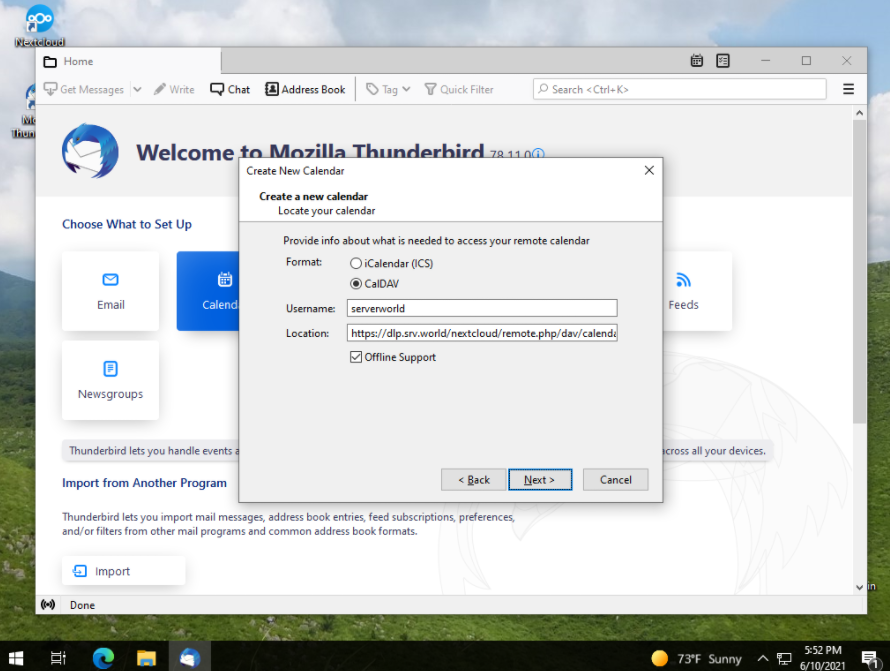 Nextcloud
Home
Get Messages
Write
Chat
Address Book
Tag
Quick Filter
Search <Ctrl+K>
Welcome to Mozilla Thunderbird 78.11.0
Create New Calendar
Create a new calendar
Locate your calendar
Provide info about what is needed to access your remote calendar
Format:
iCalendar (ICS)
CalDAV
Username:
serverworld
Location:
https://dlp.srv.world/nextcloud/remote.php/dav/calenda
Offline Support
< Back
Next >
Cancel
Choose What to Set Up
Email
Calend
Feeds
Newsgroups
Thunderbird lets you handle events a
across all your devices.
Import from Another Program
Thunderbird lets you import mail messages, address book entries, feed subscriptions, preferences,
and/or filters from other mail programs and common address book formats.
Import
Done
73°F Sunny
5:52 PM
6/10/2021
1